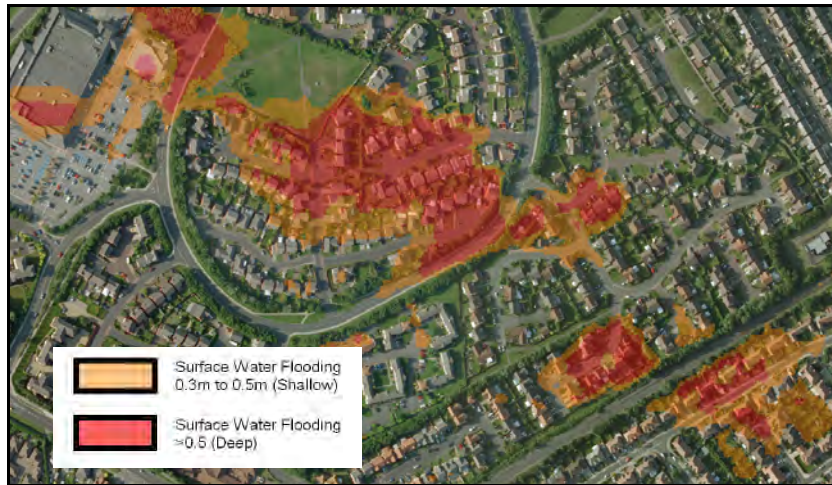 Surface Water Flooding
0.3m to 0.5m (Shallow)
Surface Water Flooding
>0.5 (Deep)